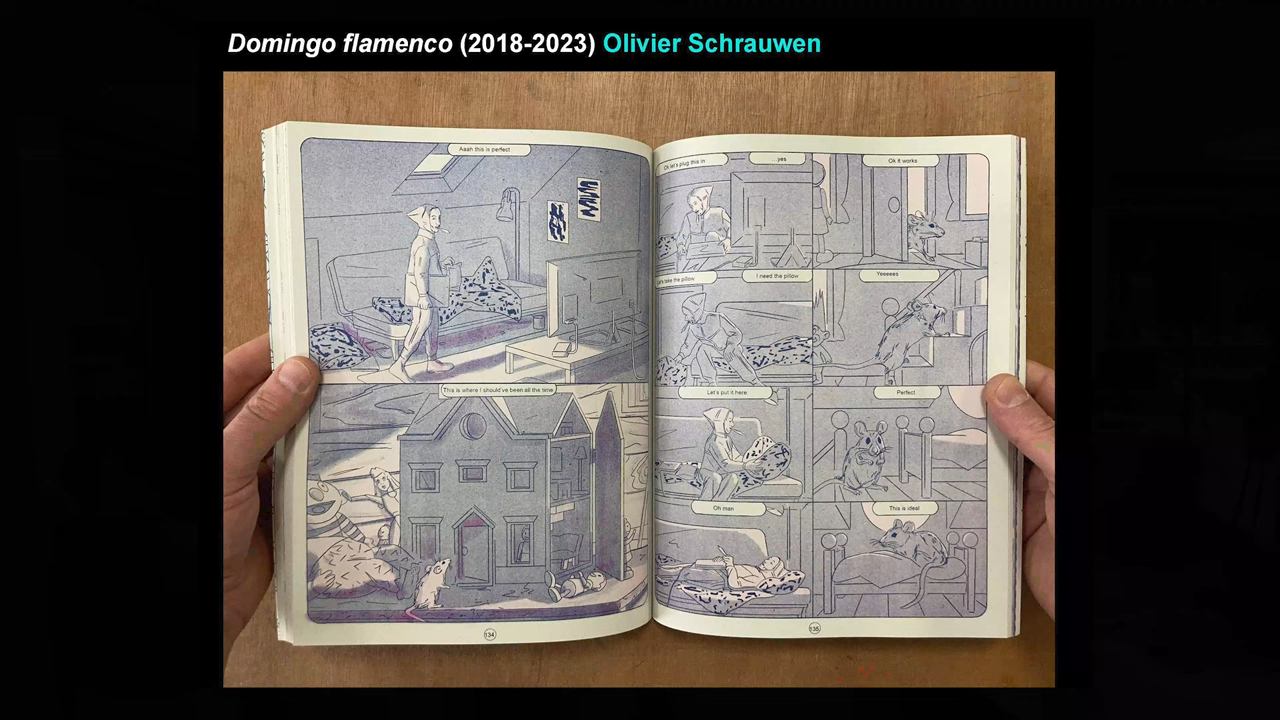 Domingo flamenco (2018-2023) Olivier Schrauwen
Aaah this is perfect
This is where I should've been all the time
134
Ok let's plug this in
...yes
Ok it works
Let's take the pillow
I need the pillow
Yeeeees
Let's put it here
Perfect
Oh man
This is ideal
135